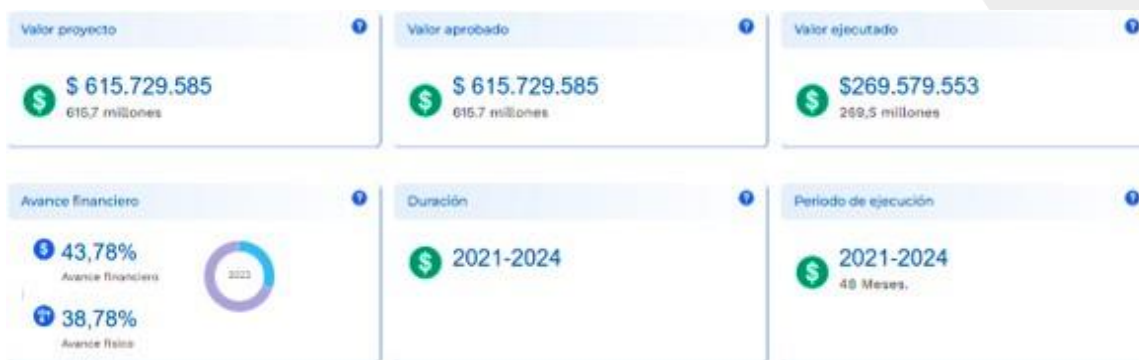 Valor proyecto
$ 615.729.585
615,7 millones
Valor aprobado
$ 615.729.585
615.7 millones
Valor ejecutado
$269.579.553
269,5 millones
Avance financiero
43,78%
Avance financiero
38,78%
Avance físico
Duración
2021-2024
Periodo de ejecución
2021-2024
48 Meses.